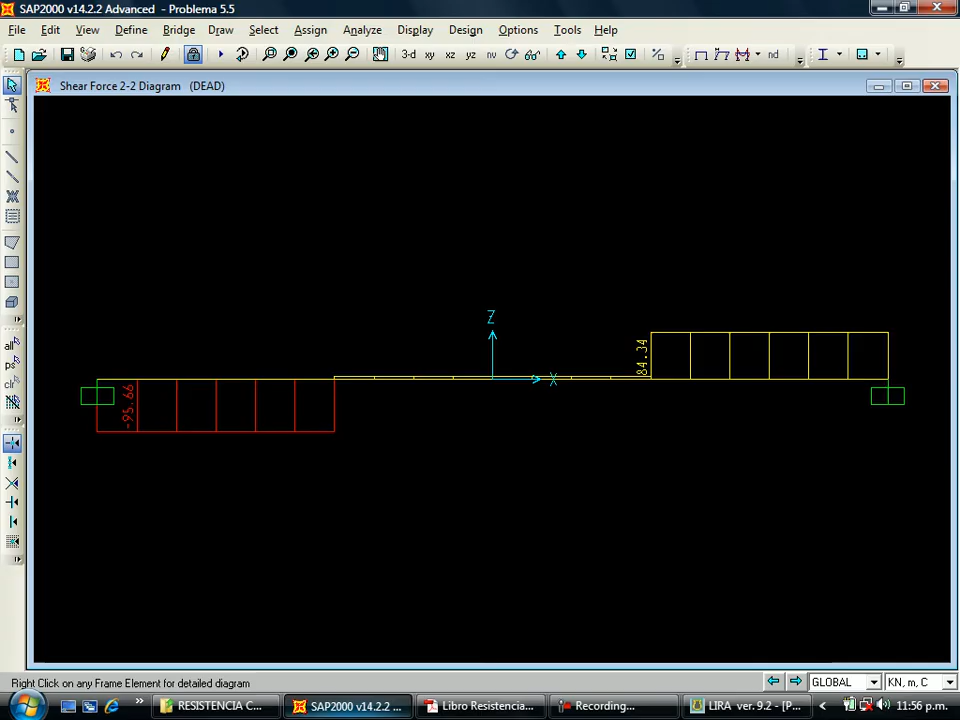 SAP2000 v14.2.2 Advanced - Problema 5.5
File Edit View Define Bridge Draw Select Assign Analyze Display Design Options Tools Help
3-d xy xz yz nv nd
Shear Force 2-2 Diagram (DEAD)
all
ps
clr
Z
X
84.34
-95.66
Right Click on any Frame Element for detailed diagram
GLOBAL
KN, m, C
RESISTENCIA C...
SAP2000 v14.2.2 ...
Libro Resistencia...
Recording...
LIRA ver. 9.2 - [P...
11:56 p.m.